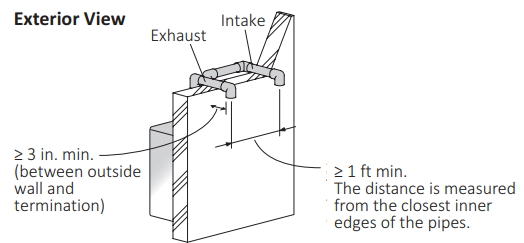 Exterior View
Intake
Exhaust
≥ 3 in. min.
(between outside
wall and
termination)
≥ 1 ft min.
The distance is measured
from the closest inner
edges of the pipes.